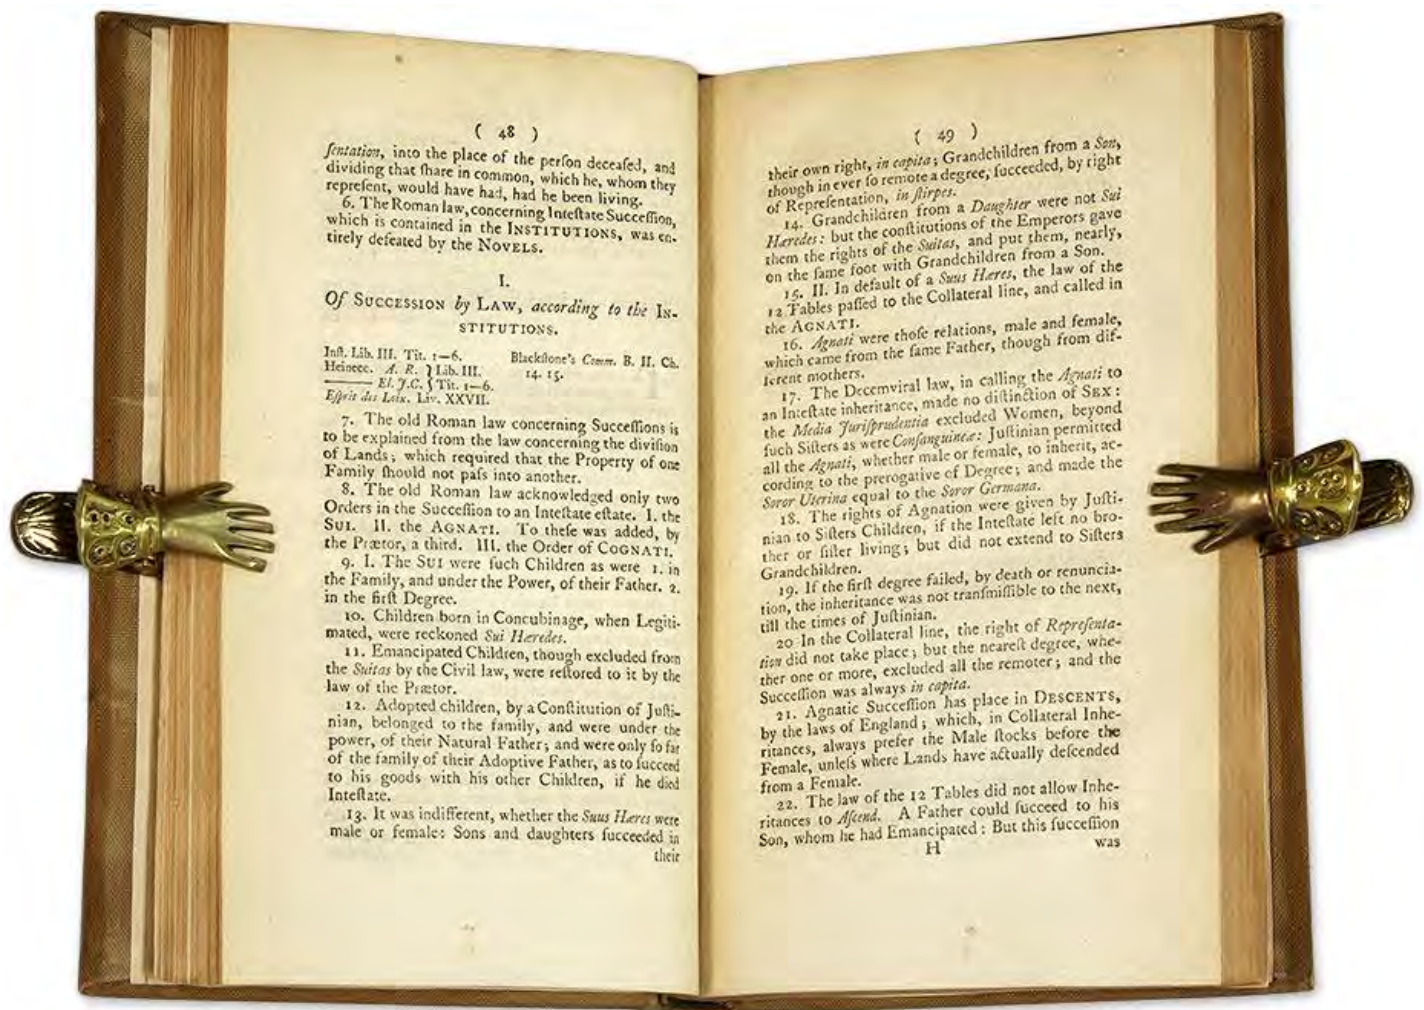 ( 48 )
ſentation, into the place of the perſon deceaſed, and
dividing that ſhare in common, which he, whom they
repreſent, would have had, had he been living.
6. The Roman law, concerning Inteſtate Succeſſion,
which is contained in the INSTITUTIONS, was en-
tirely defeated by the NOVELS.
I.
Of SUCCESSION by LAW, according to the IN-
STITUTIONS.
Inſt. Lib. III. Tit. 1—6.
Heinecc. A. R. } Lib. III.
——— El. J.C. } Tit. 1—6.
Eſprit des Loix. Liv. XXVII.
Blackſtone's Comm. B. II. Ch.
14. 15.
7. The old Roman law concerning Succeſſions is
to be explained from the law concerning the diviſion
of Lands; which required that the Property of one
Family ſhould not paſs into another.
8. The old Roman law acknowledged only two
Orders in the Succeſſion to an Inteſtate eſtate. I. the
SUI. II. the AGNATI. To theſe was added, by
the Prætor, a third. III. the Order of COGNATI.
9. I. The SUI were ſuch Children as were 1. in
the Family, and under the Power, of their Father. 2.
in the firſt Degree.
10. Children born in Concubinage, when Legiti-
mated, were reckoned Sui Hæredes.
11. Emancipated Children, though excluded from
the Suitas by the Civil law, were reſtored to it by the
law of the Prætor.
12. Adopted children, by a Conſtitution of Juſti-
nian, belonged to the family, and were under the
power, of their Natural Father; and were only ſo far
of the family of their Adoptive Father, as to ſucceed
to his goods with his other Children, if he died
Inteſtate.
13. It was indifferent, whether the Suus Hæres were
male or female: Sons and daughters ſucceeded in
their
( 49 )
their own right, in capita; Grandchildren from a Son,
though in ever ſo remote a degree, ſucceeded, by right
of Repreſentation, in ſtirpes.
14. Grandchildren from a Daughter were not Sui
Hæredes: but the conſtitutions of the Emperors gave
them the rights of the Suitas, and put them, nearly,
on the ſame foot with Grandchildren from a Son.
15. II. In default of a Suus Hæres, the law of the
12 Tables paſſed to the Collateral line, and called in
the AGNATI.
16. Agnati were thoſe relations, male and female,
which came from the ſame Father, though from dif-
ferent mothers.
17. The Decemviral law, in calling the Agnati to
an Inteſtate inheritance, made no diſtinction of SEX:
the Media Juriſprudentia excluded Women, beyond
ſuch Siſters as were Conſanguineæ: Juſtinian permitted
all the Agnati, whether male or female, to inherit, ac-
cording to the prerogative of Degree; and made the
Soror Uterina equal to the Soror Germana.
18. The rights of Agnation were given by Juſti-
nian to Siſters Children, if the Inteſtate left no bro-
ther or ſiſter living; but did not extend to Siſters
Grandchildren.
19. If the firſt degree failed, by death or renuncia-
tion, the inheritance was not tranſmiſſible to the next,
till the times of Juſtinian.
20 In the Collateral line, the right of Repreſenta-
tion did not take place; but the neareſt degree, whe-
ther one or more, excluded all the remoter; and the
Succeſſion was always in capita.
21. Agnatic Succeſſion has place in DESCENTS,
by the laws of England; which, in Collateral Inhe-
ritances, always prefer the Male ſtocks before the
Female, unleſs where Lands have actually deſcended
from a Female.
22. The law of the 12 Tables did not allow Inhe-
ritances to Aſcend. A Father could ſucceed to his
Son, whom he had Emancipated: But this ſucceſſion
H was